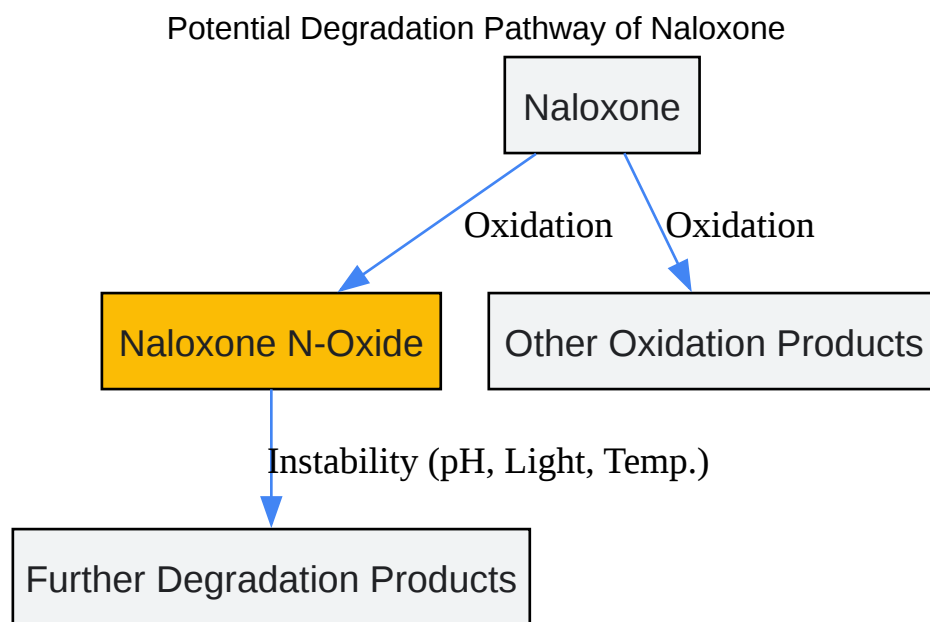 Potential Degradation Pathway of Naloxone
Naloxone
Oxidation
Oxidation
Naloxone N-Oxide
Other Oxidation Products
Instability (pH, Light, Temp.)
Further Degradation Products